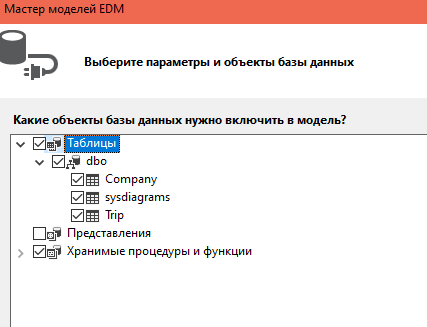 Мастер моделей EDM
Выберите параметры и объекты базы данных
Какие объекты базы данных нужно включить в модель?
Таблицы
dbo
Company
sysdiagrams
Trip
Представления
Хранимые процедуры и функции